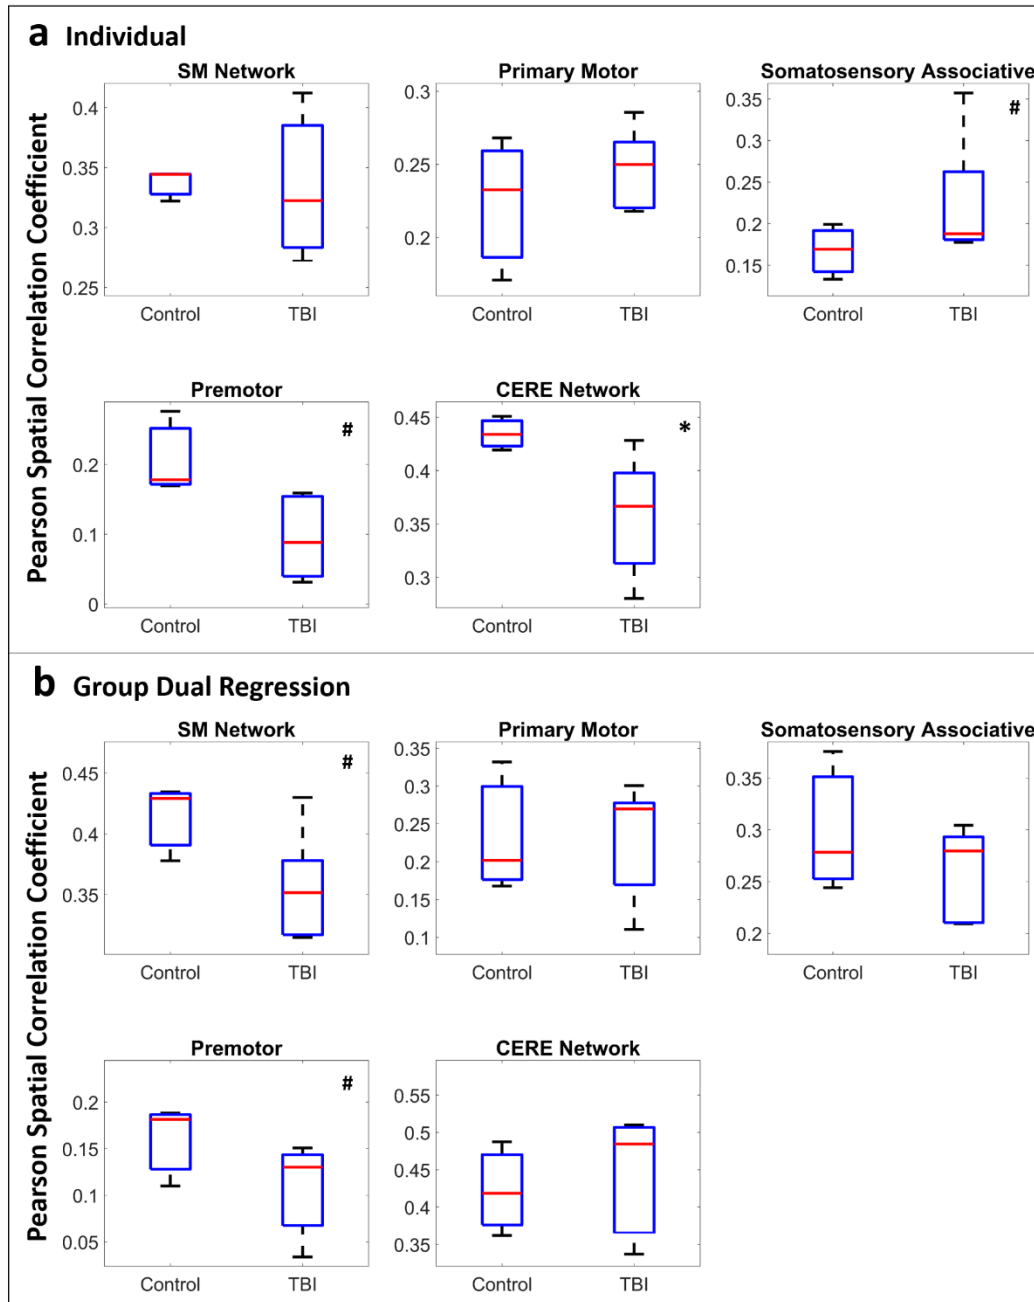 a Individual
Pearson Spatial Correlation Coefficient
SM Network
0.4
0.35
0.3
0.25
Control TBI
Primary Motor
0.3
0.25
0.2
Control TBI
Somatosensory Associative
0.35
0.3
0.25
0.2
0.15
#
Control TBI
Premotor
0.2
0.1
0
#
Control TBI
CERE Network
0.45
0.4
0.35
0.3
*
Control TBI
b Group Dual Regression
Pearson Spatial Correlation Coefficient
SM Network
0.45
0.4
0.35
#
Control TBI
Primary Motor
0.35
0.3
0.25
0.2
0.15
0.1
Control TBI
Somatosensory Associative
0.35
0.3
0.25
0.2
Control TBI
Premotor
0.2
0.15
0.1
0.05
#
Control TBI
CERE Network
0.55
0.5
0.45
0.4
0.35
Control TBI